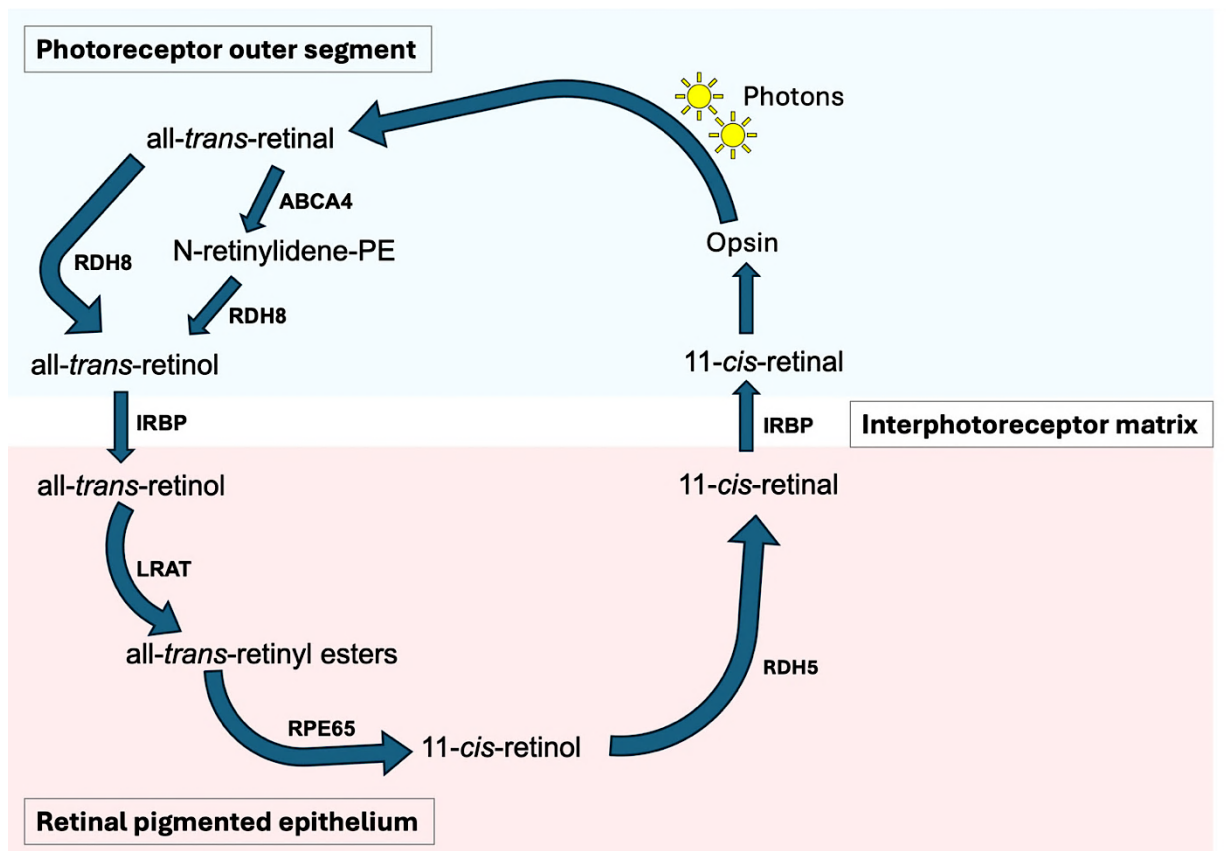 Photoreceptor outer segment
Photons
all-trans-retinal
ABCA4
Opsin
N-retinylidene-PE
RDH8
RDH8
all-trans-retinol
11-cis-retinal
IRBP
IRBP
Interphotoreceptor matrix
all-trans-retinol
11-cis-retinal
LRAT
all-trans-retinyl esters
RDH5
RPE65
11-cis-retinol
Retinal pigmented epithelium